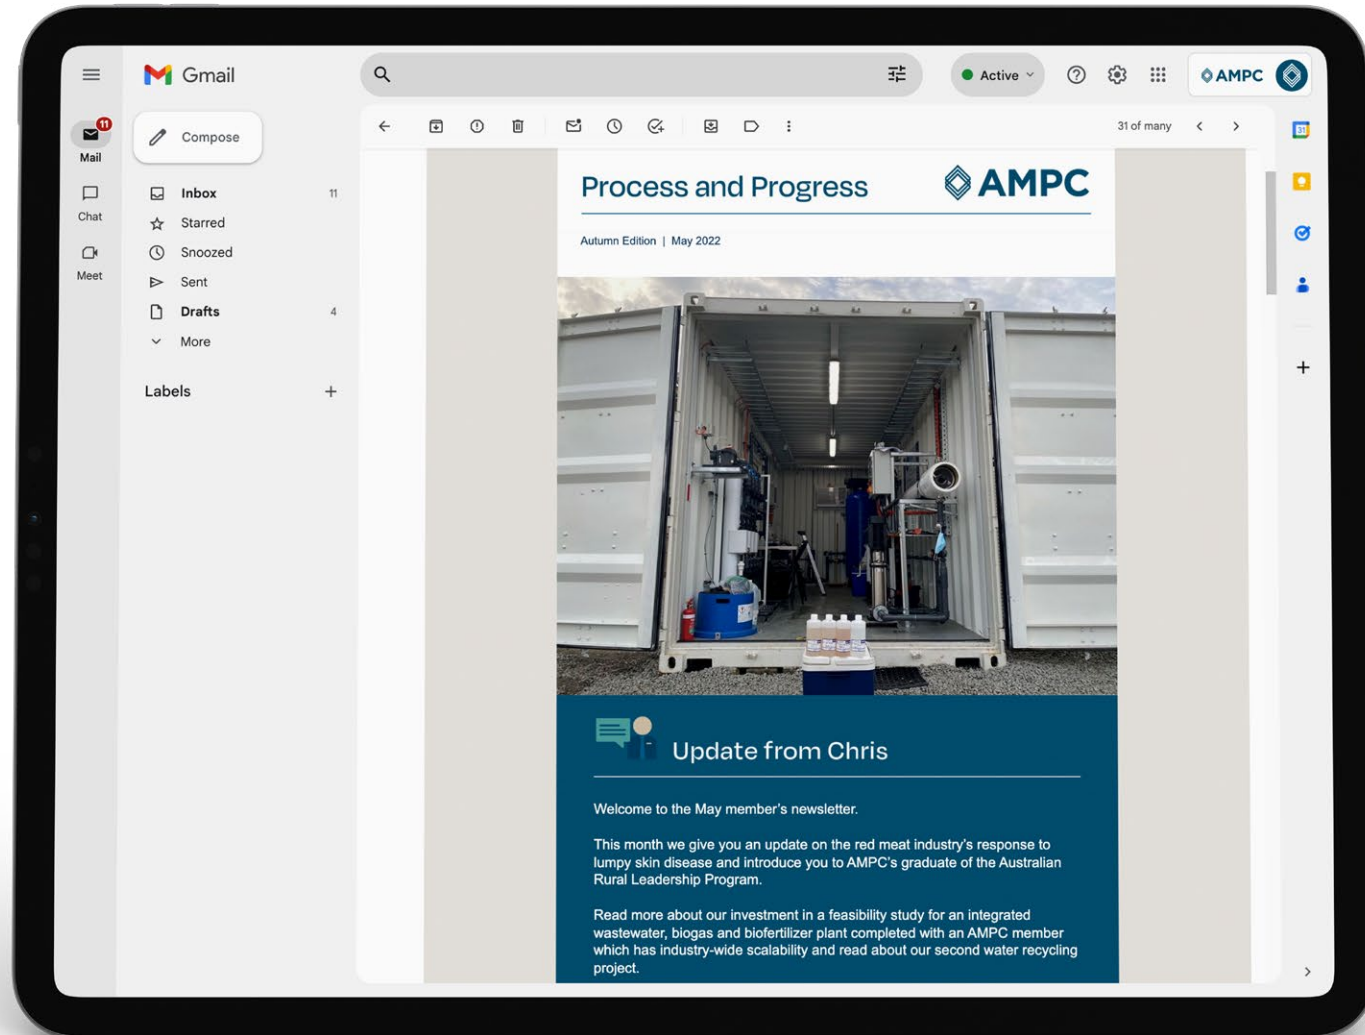 Gmail
Active
AMPC
11
Mail
Chat
Meet
Compose
Inbox 11
Starred
Snoozed
Sent
Drafts 4
More
Labels
31 of many
31
Process and Progress
AMPC
Autumn Edition | May 2022
Update from Chris
Welcome to the May member's newsletter.
This month we give you an update on the red meat industry's response to
lumpy skin disease and introduce you to AMPC's graduate of the Australian
Rural Leadership Program.
Read more about our investment in a feasibility study for an integrated
wastewater, biogas and biofertilizer plant completed with an AMPC member
which has industry-wide scalability and read about our second water recycling
project.